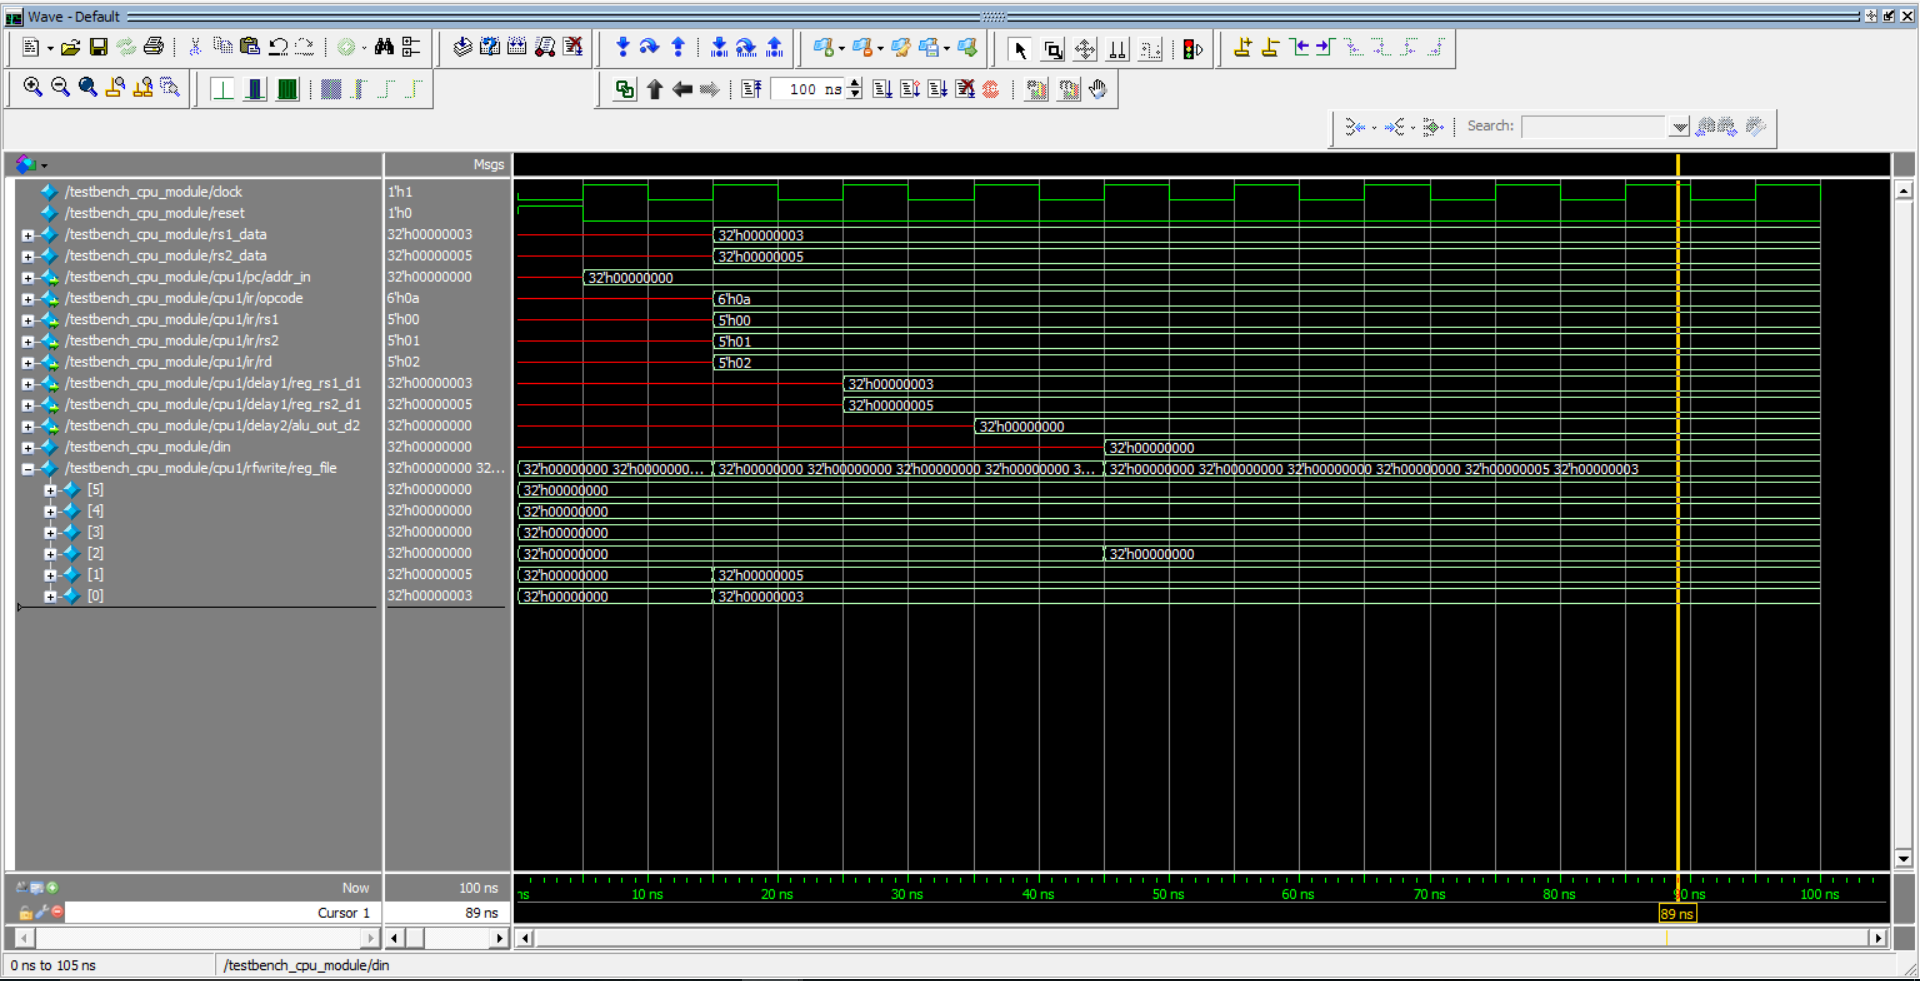 Wave - Default
100 ns
Search:
Msgs
/testbench_cpu_module/clock 1'h1
/testbench_cpu_module/reset 1'h0
/testbench_cpu_module/rs1_data 32'h00000003 32'h00000003
/testbench_cpu_module/rs2_data 32'h00000005 32'h00000005
/testbench_cpu_module/cpu1/pc/addr_in 32'h00000000 32'h00000000
/testbench_cpu_module/cpu1/ir/opcode 6'h0a 6'h0a
/testbench_cpu_module/cpu1/ir/rs1 5'h00 5'h00
/testbench_cpu_module/cpu1/ir/rs2 5'h01 5'h01
/testbench_cpu_module/cpu1/ir/rd 5'h02 5'h02
/testbench_cpu_module/cpu1/delay1/reg_rs1_d1 32'h00000003 32'h00000003
/testbench_cpu_module/cpu1/delay1/reg_rs2_d1 32'h00000005 32'h00000005
/testbench_cpu_module/cpu1/delay2/alu_out_d2 32'h00000000 32'h00000000
/testbench_cpu_module/din 32'h00000000 32'h00000000
/testbench_cpu_module/cpu1/rfwrite/reg_file 32'h00000000 32... 32'h00000000 32'h0000000... 32'h00000000 32'h00000000 32'h00000000 32'h00000000 3... 32'h00000000 32'h00000000 32'h00000000 32'h00000000 32'h00000005 32'h00000003
[5] 32'h00000000 32'h00000000
[4] 32'h00000000 32'h00000000
[3] 32'h00000000 32'h00000000
[2] 32'h00000000 32'h00000000 32'h00000000
[1] 32'h00000005 32'h00000000 32'h00000005
[0] 32'h00000003 32'h00000000 32'h00000003
Now 100 ns ns 10 ns 20 ns 30 ns 40 ns 50 ns 60 ns 70 ns 80 ns 90 ns 100 ns
Cursor 1 89 ns 89 ns
0 ns to 105 ns /testbench_cpu_module/din